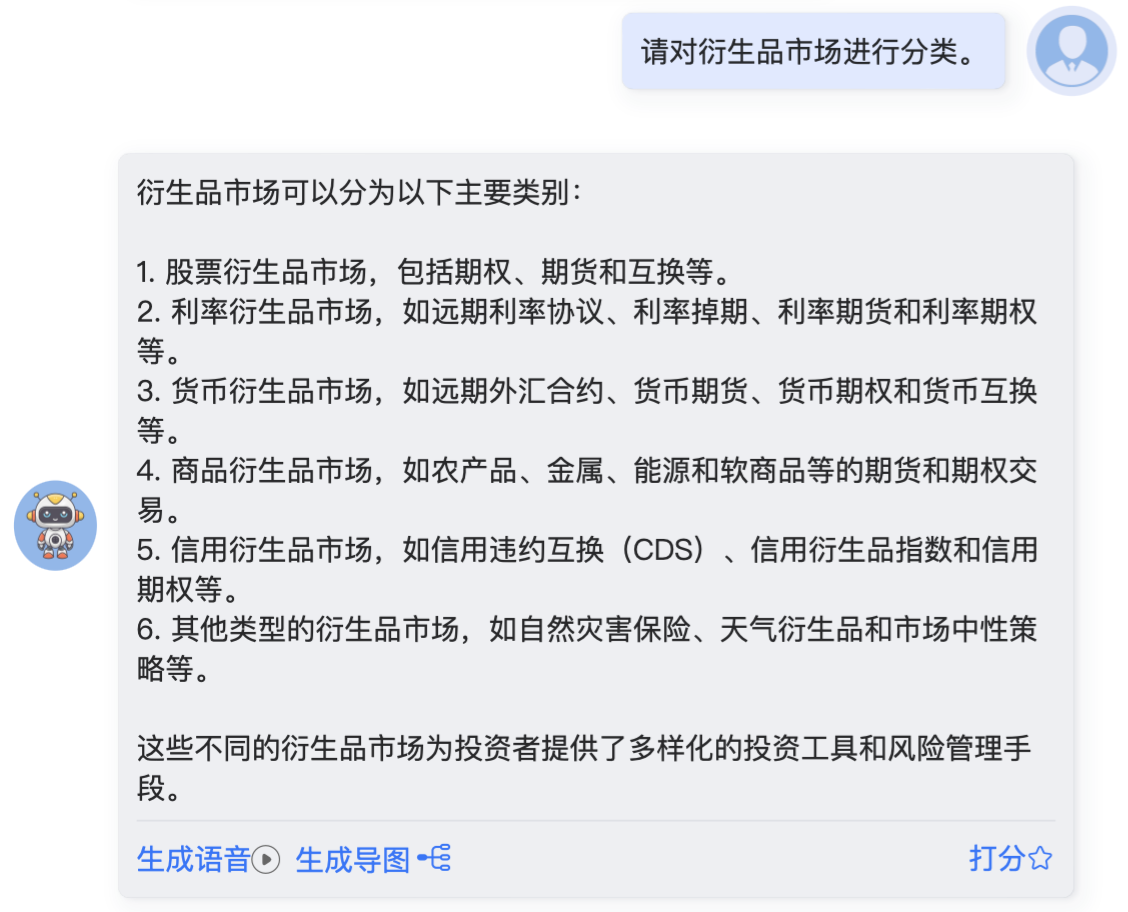 请对衍生品市场进行分类。
衍生品市场可以分为以下主要类别：
1. 股票衍生品市场，包括期权、期货和互换等。
2. 利率衍生品市场，如远期利率协议、利率掉期、利率期货和利率期权
等。
3. 货币衍生品市场，如远期外汇合约、货币期货、货币期权和货币互换
等。
4. 商品衍生品市场，如农产品、金属、能源和软商品等的期货和期权交
易。
5. 信用衍生品市场，如信用违约互换（CDS）、信用衍生品指数和信用
期权等。
6. 其他类型的衍生品市场，如自然灾害保险、天气衍生品和市场中性策
略等。
这些不同的衍生品市场为投资者提供了多样化的投资工具和风险管理手
段。
生成语音 生成导图 打分